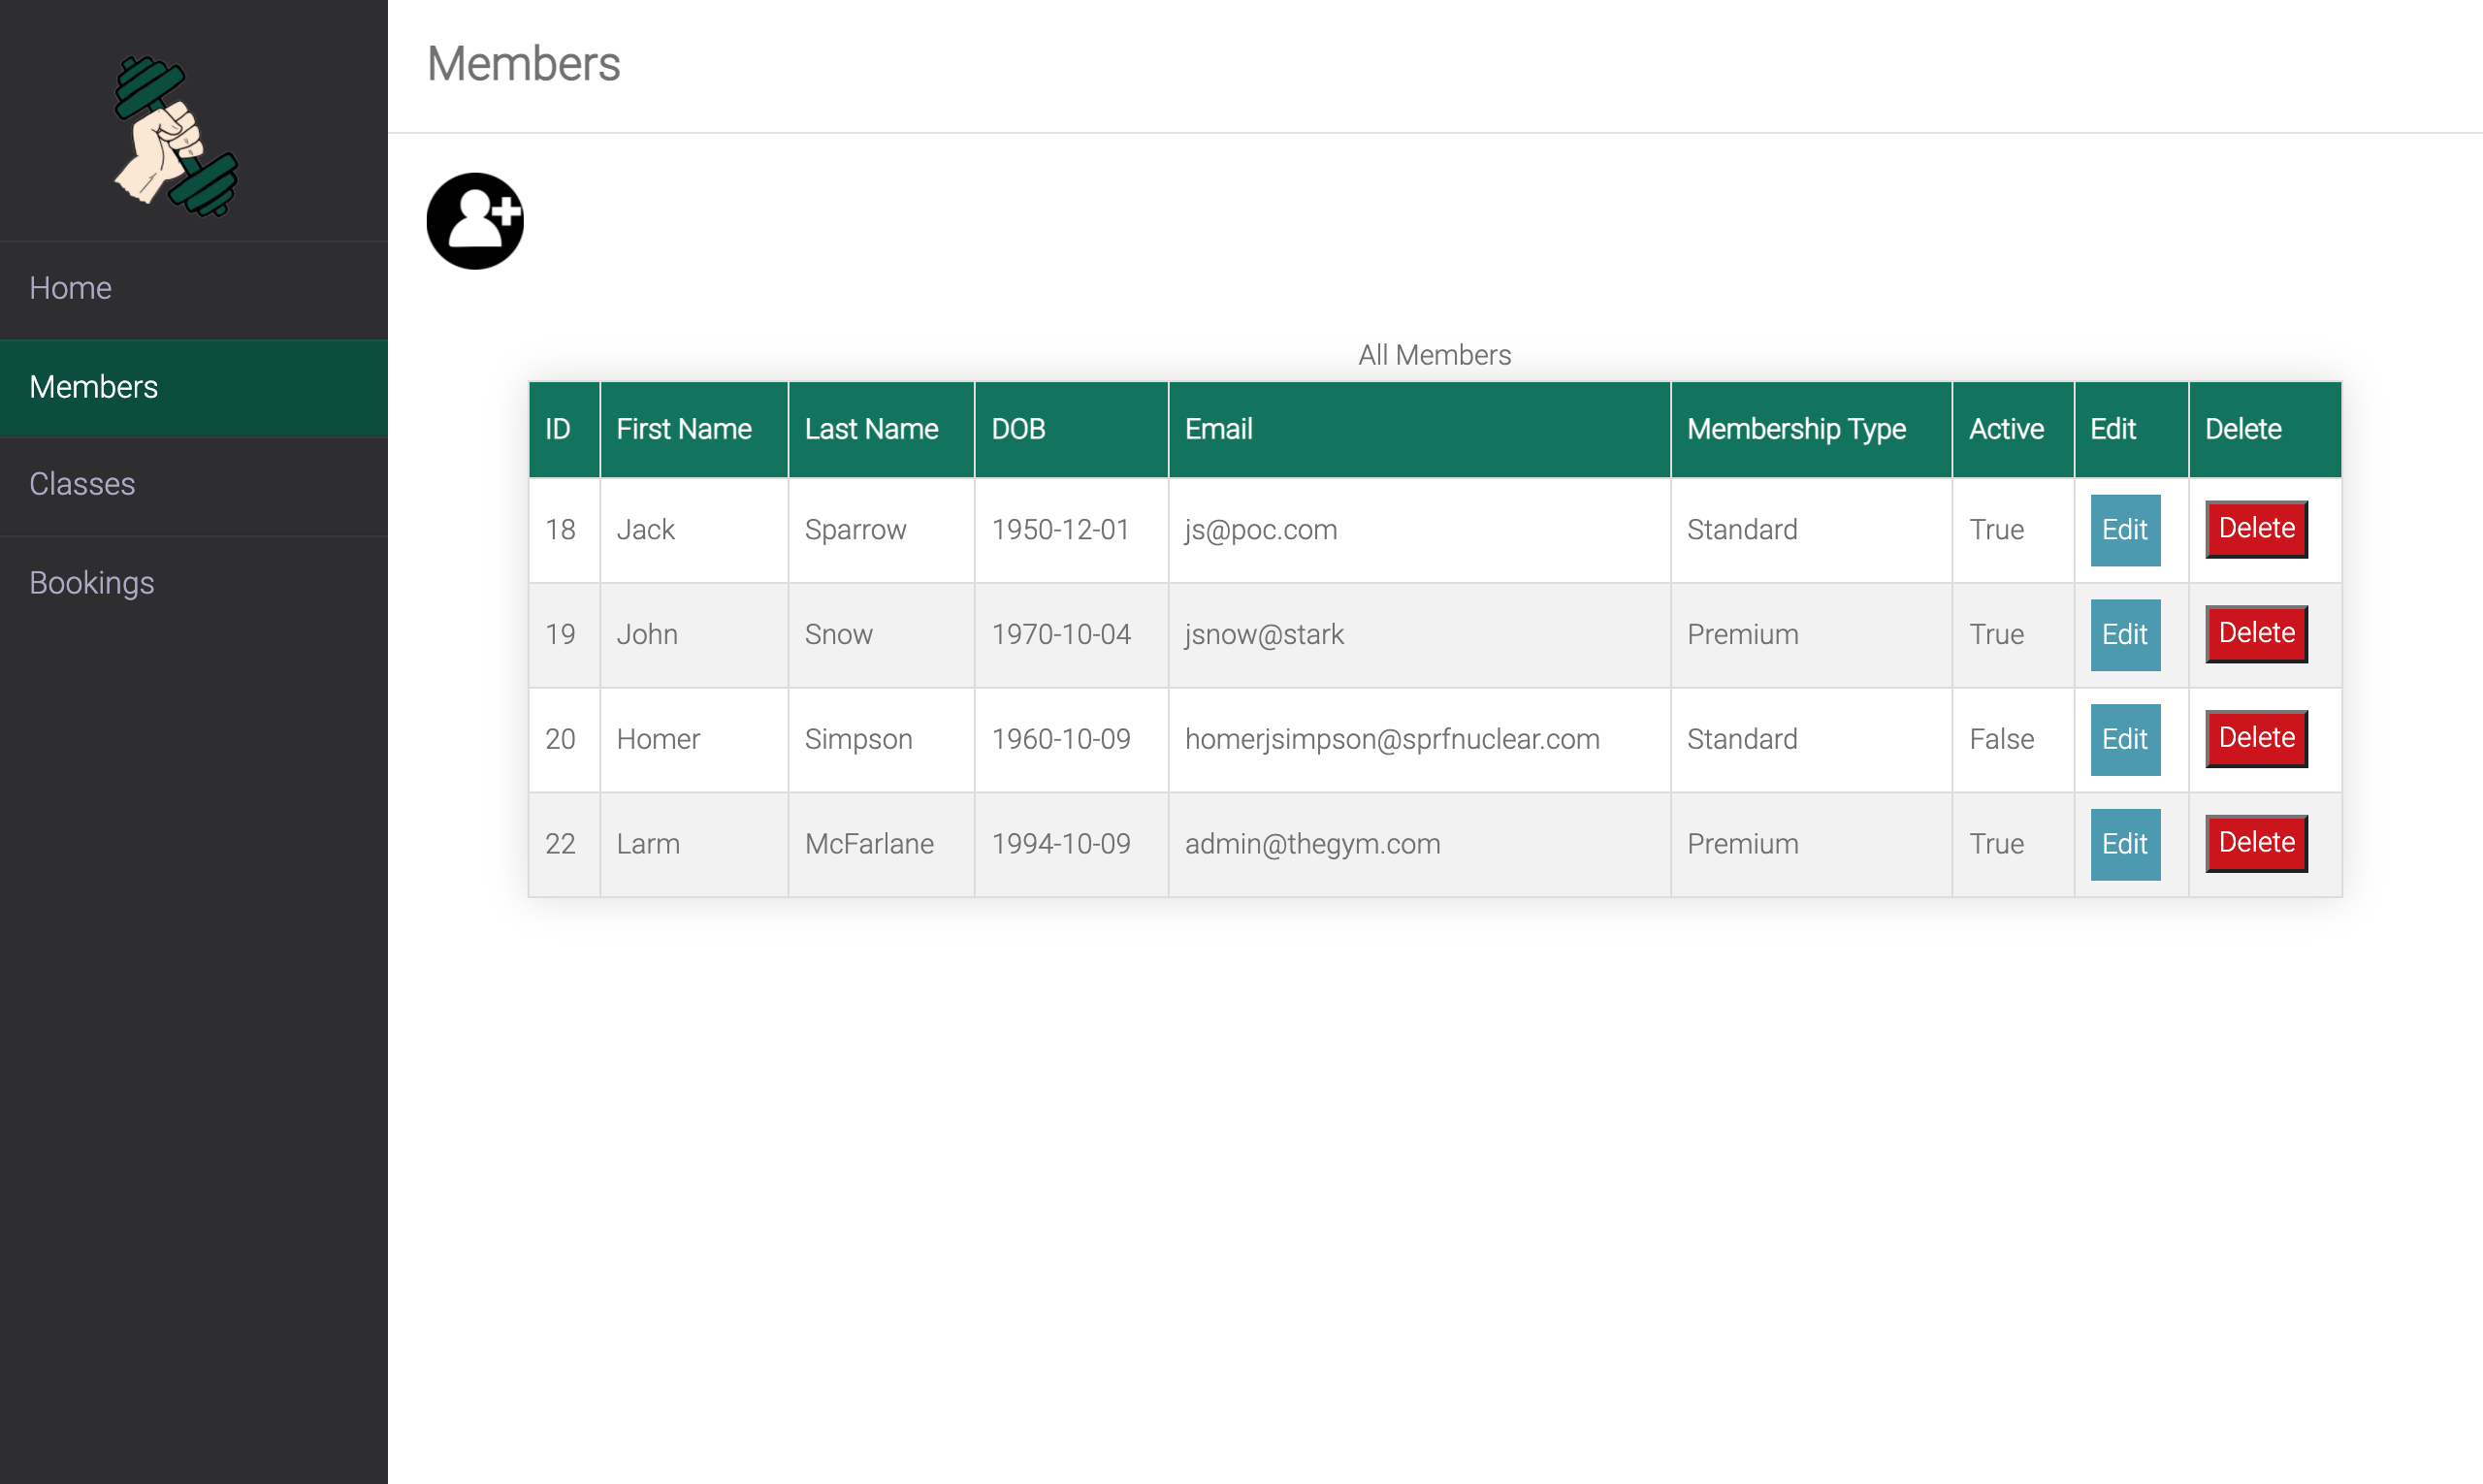 Members
Home
Members
Classes
Bookings
All Members
ID First Name Last Name DOB Email Membership Type Active Edit Delete
18 Jack Sparrow 1950-12-01 js@poc.com Standard True Edit Delete
19 John Snow 1970-10-04 jsnow@stark Premium True Edit Delete
20 Homer Simpson 1960-10-09 homerjsimpson@sprfnuclear.com Standard False Edit Delete
22 Larm McFarlane 1994-10-09 admin@thegym.com Premium True Edit Delete